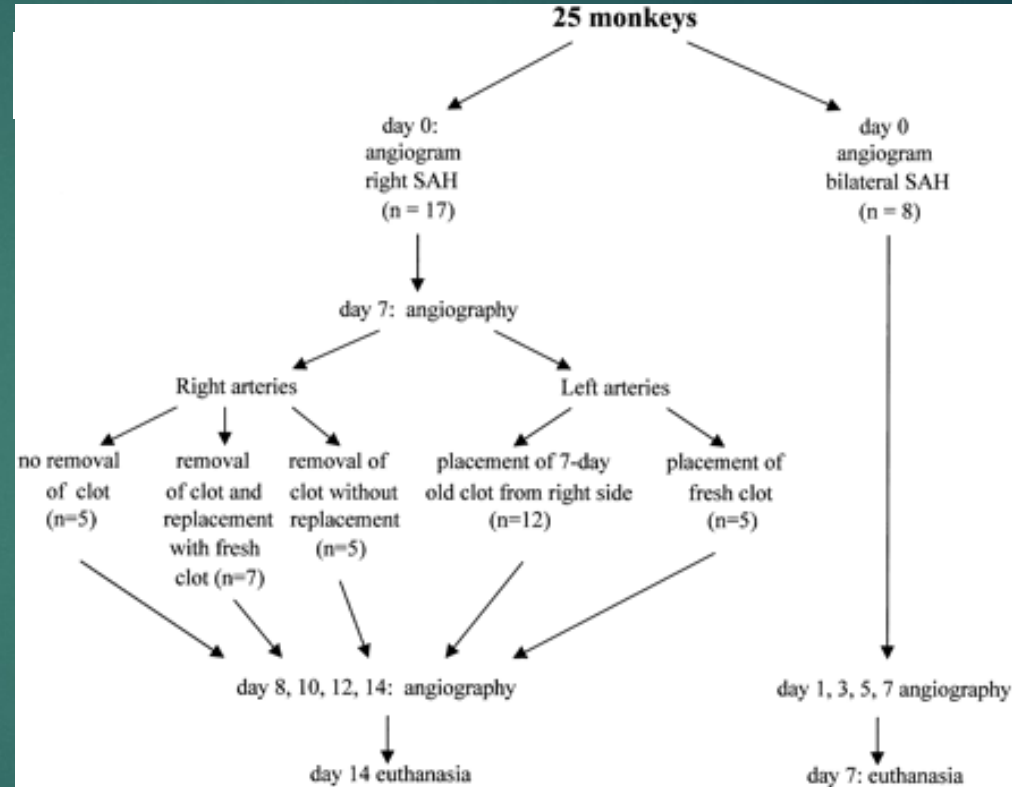 25 monkeys
day 0:
angiogram
right SAH
(n = 17)
day 0
angiogram
bilateral SAH
(n = 8)
day 7: angiography
Right arteries
Left arteries
no removal
of clot
(n=5)
removal
of clot and
replacement
with fresh
clot (n=7)
removal of
clot without
replacement
(n=5)
placement of 7-day
old clot from right side
(n=12)
placement of
fresh clot
(n=5)
day 8, 10, 12, 14: angiography
day 1, 3, 5, 7 angiography
day 14 euthanasia
day 7: euthanasia